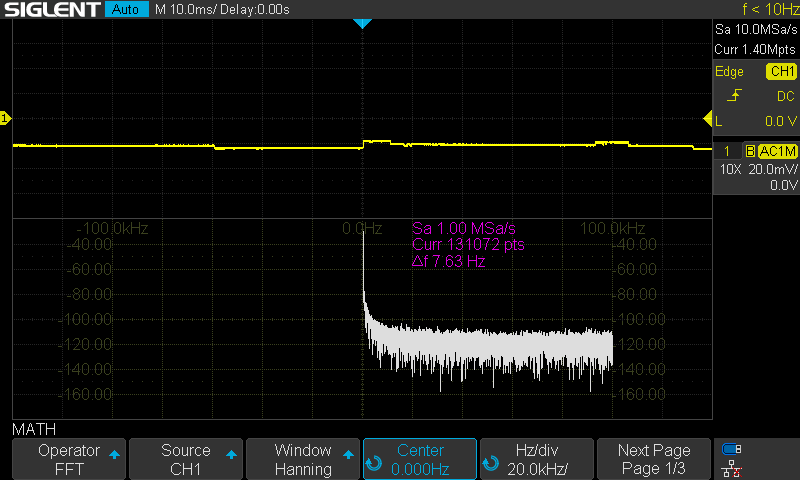 SIGLENT Auto M 10.0ms/ Delay:0.00s f < 10Hz
Sa 10.0MSa/s
Curr 1.40Mpts
Edge CH1
DC
L 0.0 V
1 B AC1M
10X 20.0mV/
0.0V
1
-100.0kHz 0.0Hz 100.0kHz
Sa 1.00 MSa/s
Curr 131072 pts
Δf 7.63 Hz
-40.00 -40.00
-60.00 -60.00
-80.00 -80.00
-100.00 -100.00
-120.00 -120.00
-140.00 -140.00
-160.00 -160.00
MATH
Operator
FFT
Source
CH1
Window
Hanning
Center
0.000Hz
Hz/div
20.0kHz/
Next Page
Page 1/3